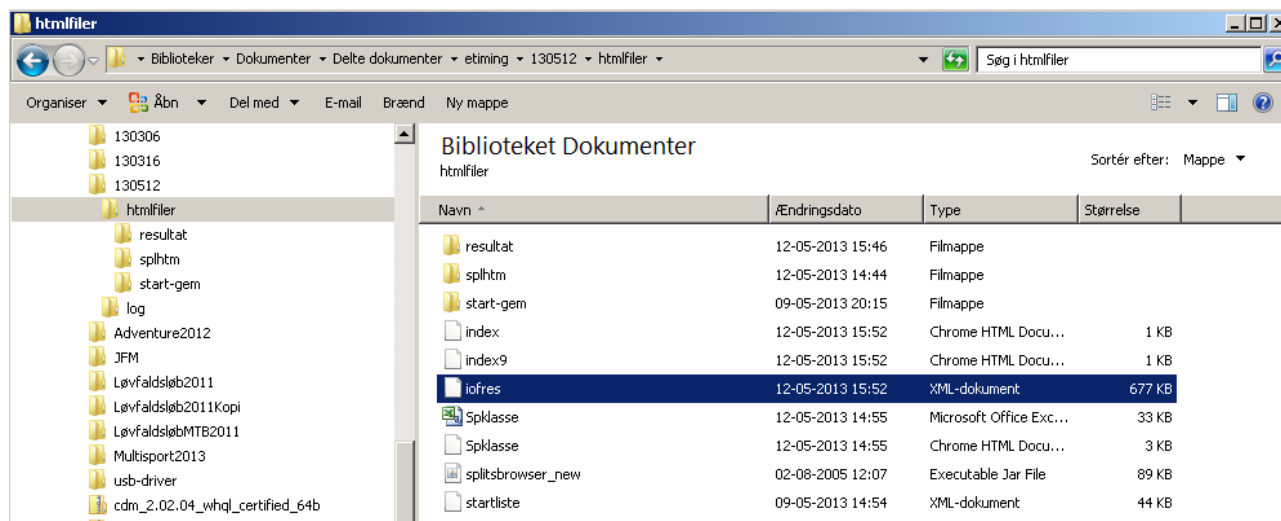 htmlfiler
Biblioteker Dokumenter Delte dokumenter etiming 130512 htmlfiler
Søg i htmlfiler
Organiser Åbn Del med E-mail Brænd Ny mappe
130306
130316
130512
htmlfiler
resultat
splhtm
start-gem
log
Adventure2012
JFM
Løvfaldsløb2011
Løvfaldsløb2011Kopi
LøvfaldsløbMTB2011
Multisport2013
usb-driver
cdm_2.02.04_whql_certified_64b
Biblioteket Dokumenter
htmlfiler
Sortér efter: Mappe
Navn Ændringsdato Type Størrelse
resultat 12-05-2013 15:46 Filmappe
splhtm 12-05-2013 14:44 Filmappe
start-gem 09-05-2013 20:15 Filmappe
index 12-05-2013 15:52 Chrome HTML Docu... 1 KB
index9 12-05-2013 15:52 Chrome HTML Docu... 1 KB
iofres 12-05-2013 15:52 XML-dokument 677 KB
Spklasse 12-05-2013 14:55 Microsoft Office Exc... 33 KB
Spklasse 12-05-2013 14:55 Chrome HTML Docu... 3 KB
splitsbrowser_new 02-08-2005 12:07 Executable Jar File 89 KB
startliste 09-05-2013 14:54 XML-dokument 44 KB